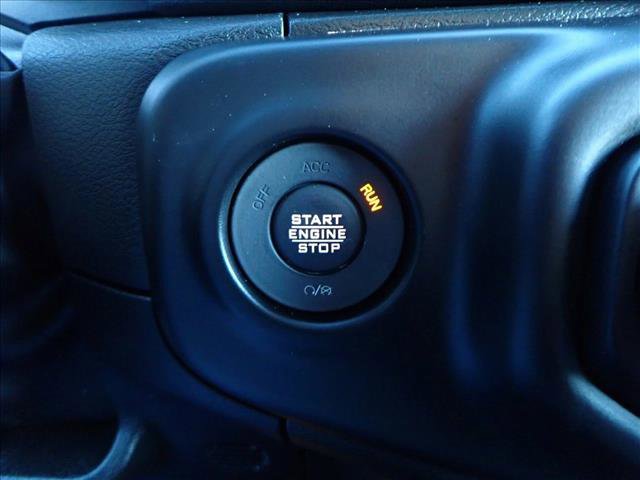 OFF ACC RUN
START
ENGINE
STOP